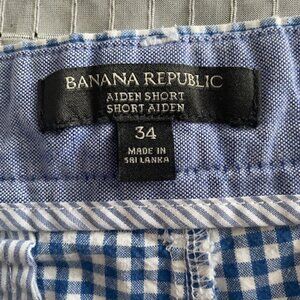 BANANA REPUBLIC
AIDEN SHORT
SHORT AIDEN
34
MADE IN
SRI LANKA